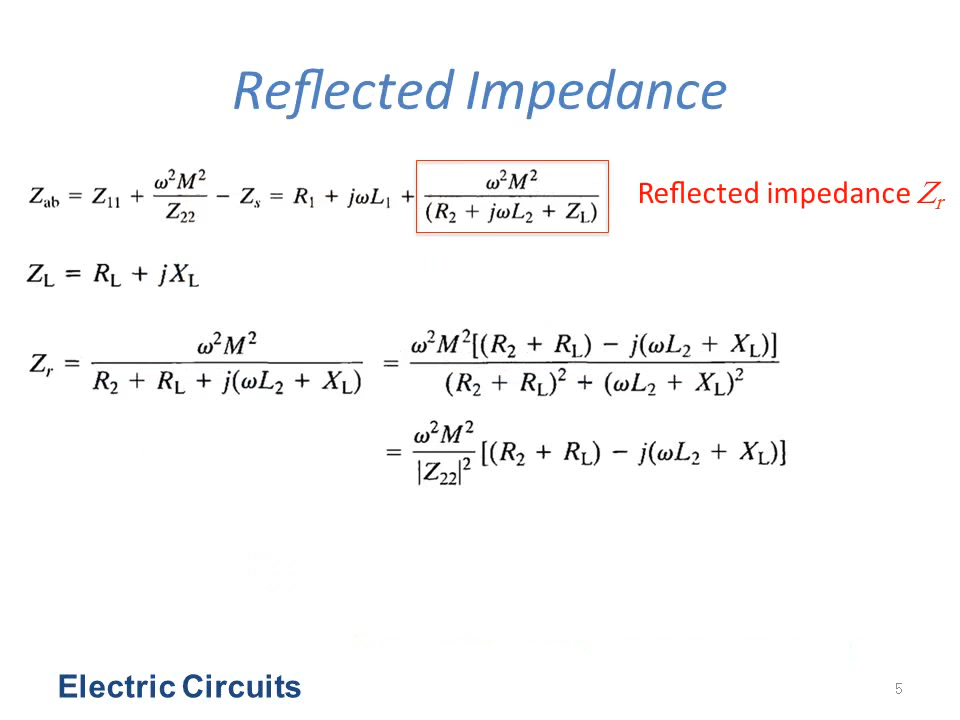 Reflected Impedance
Z_ab = Z_11 + ω²M²/Z_22 − Z_s = R_1 + jωL_1 + ω²M²/(R_2 + jωL_2 + Z_L) Reflected impedance Z_r
Z_L = R_L + jX_L
Z_r = ω²M²/(R_2 + R_L + j(ωL_2 + X_L)) = ω²M²[(R_2 + R_L) − j(ωL_2 + X_L)]/((R_2 + R_L)² + (ωL_2 + X_L)²)
= ω²M²/|Z_22|² [(R_2 + R_L) − j(ωL_2 + X_L)]
Electric Circuits 5